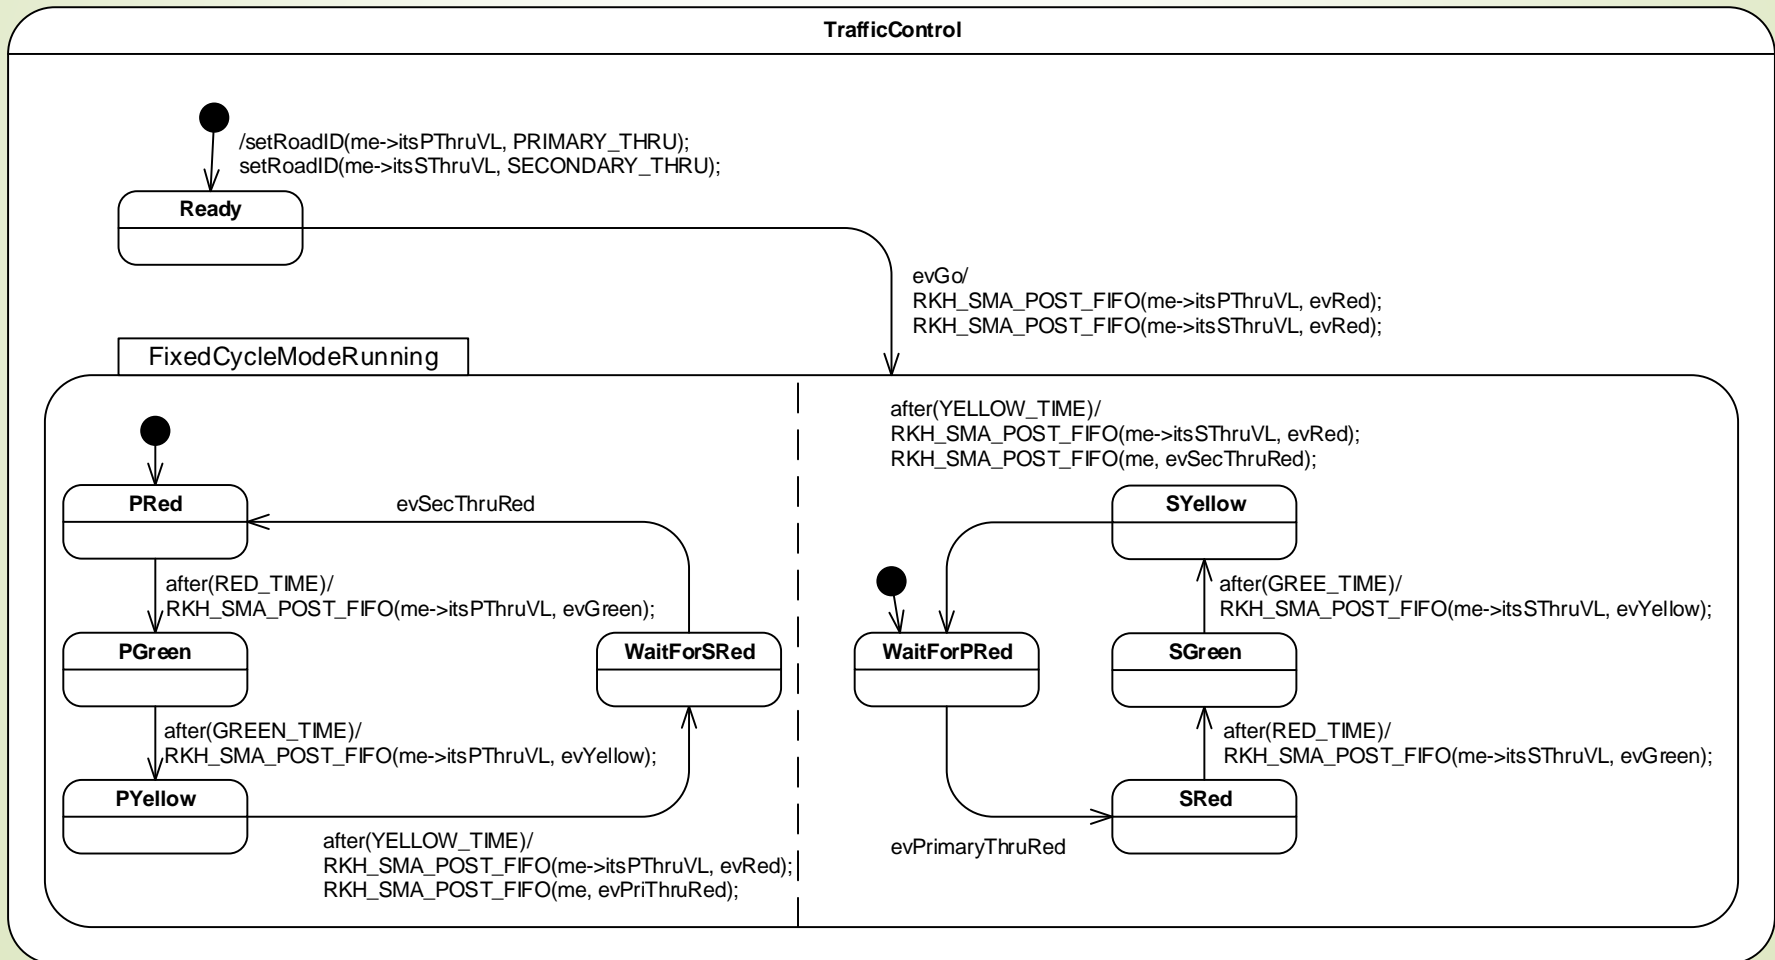 TrafficControl
/setRoadID(me->itsPThruVL, PRIMARY_THRU);
setRoadID(me->itsSThruVL, SECONDARY_THRU);
Ready
evGo/
RKH_SMA_POST_FIFO(me->itsPThruVL, evRed);
RKH_SMA_POST_FIFO(me->itsSThruVL, evRed);
FixedCycleModeRunning
PRed
evSecThruRed
after(RED_TIME)/
RKH_SMA_POST_FIFO(me->itsPThruVL, evGreen);
PGreen
WaitForSRed
after(GREEN_TIME)/
RKH_SMA_POST_FIFO(me->itsPThruVL, evYellow);
PYellow
after(YELLOW_TIME)/
RKH_SMA_POST_FIFO(me->itsPThruVL, evRed);
RKH_SMA_POST_FIFO(me, evPriThruRed);
after(YELLOW_TIME)/
RKH_SMA_POST_FIFO(me->itsSThruVL, evRed);
RKH_SMA_POST_FIFO(me, evSecThruRed);
SYellow
after(GREE_TIME)/
RKH_SMA_POST_FIFO(me->itsSThruVL, evYellow);
WaitForPRed
SGreen
after(RED_TIME)/
RKH_SMA_POST_FIFO(me->itsSThruVL, evGreen);
SRed
evPrimaryThruRed